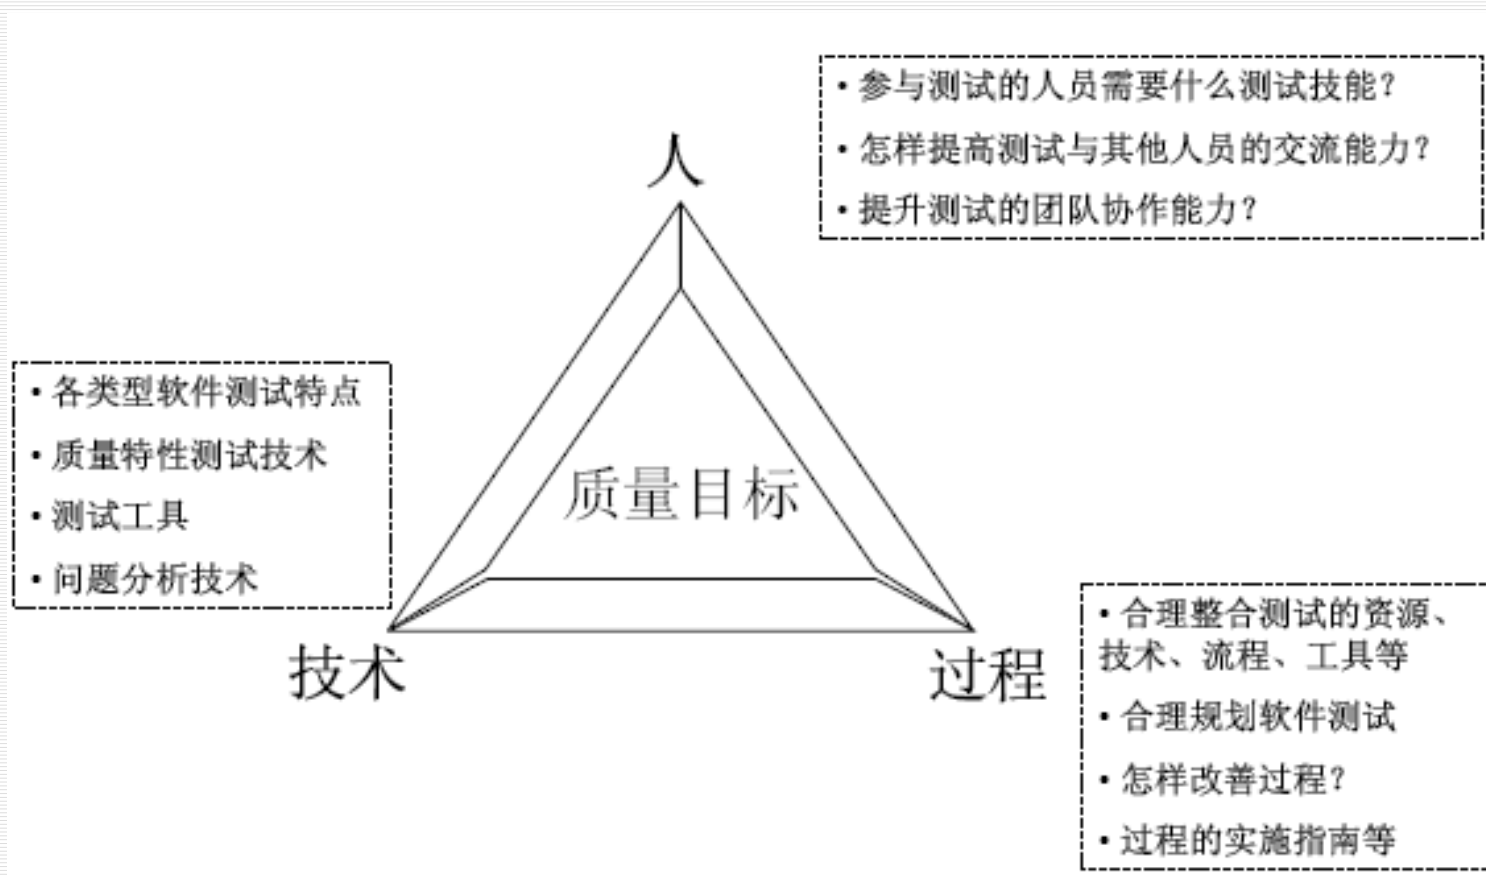 • 参与测试的人员需要什么测试技能?
• 怎样提高测试与其他人员的交流能力?
• 提升测试的团队协作能力?
人
• 各类型软件测试特点
• 质量特性测试技术
• 测试工具
• 问题分析技术
质量目标
技术
过程
• 合理整合测试的资源、
技术、流程、工具等
• 合理规划软件测试
• 怎样改善过程?
• 过程的实施指南等